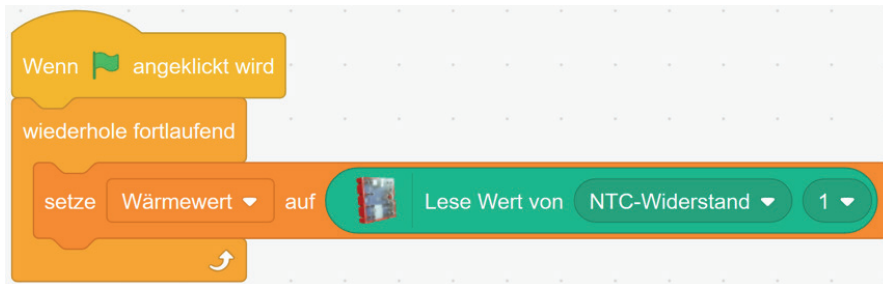 Wenn angeklickt wird
wiederhole fortlaufend
setze Wärmewert auf Lese Wert von NTC-Widerstand 1